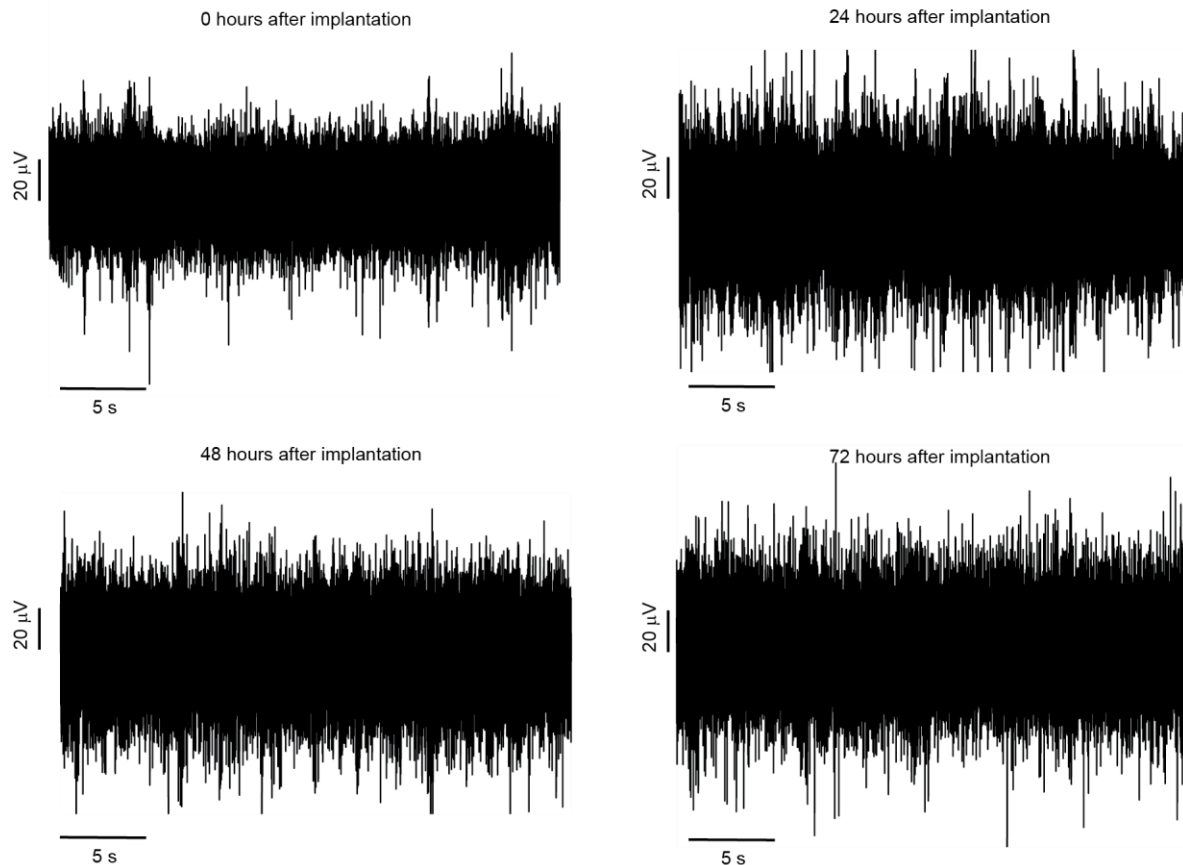 0 hours after implantation
20 µV
5 s
24 hours after implantation
20 µV
5 s
48 hours after implantation
20 µV
5 s
72 hours after implantation
20 µV
5 s